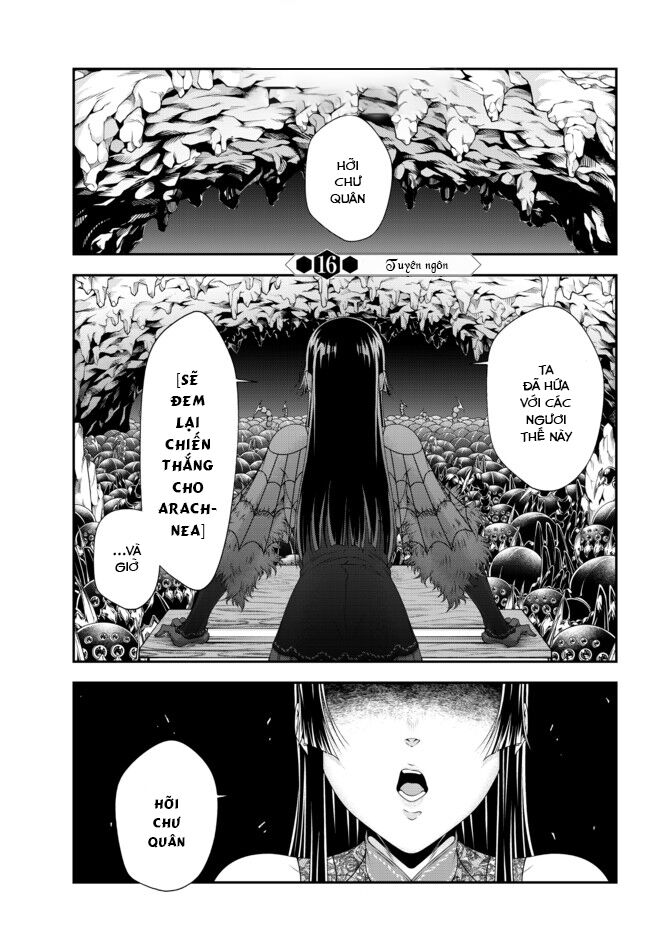 HỠI
CHƯ
QUÂN
16
Tuyên ngôn
TA
ĐÃ HỨA
VỚI CÁC
NGƯƠI
THẾ NÀY
[SẼ
ĐEM
LẠI
CHIẾN
THẮNG
CHO
ARACH-
NEA]
...VÀ
GIỜ
HỠI
CHƯ
QUÂN